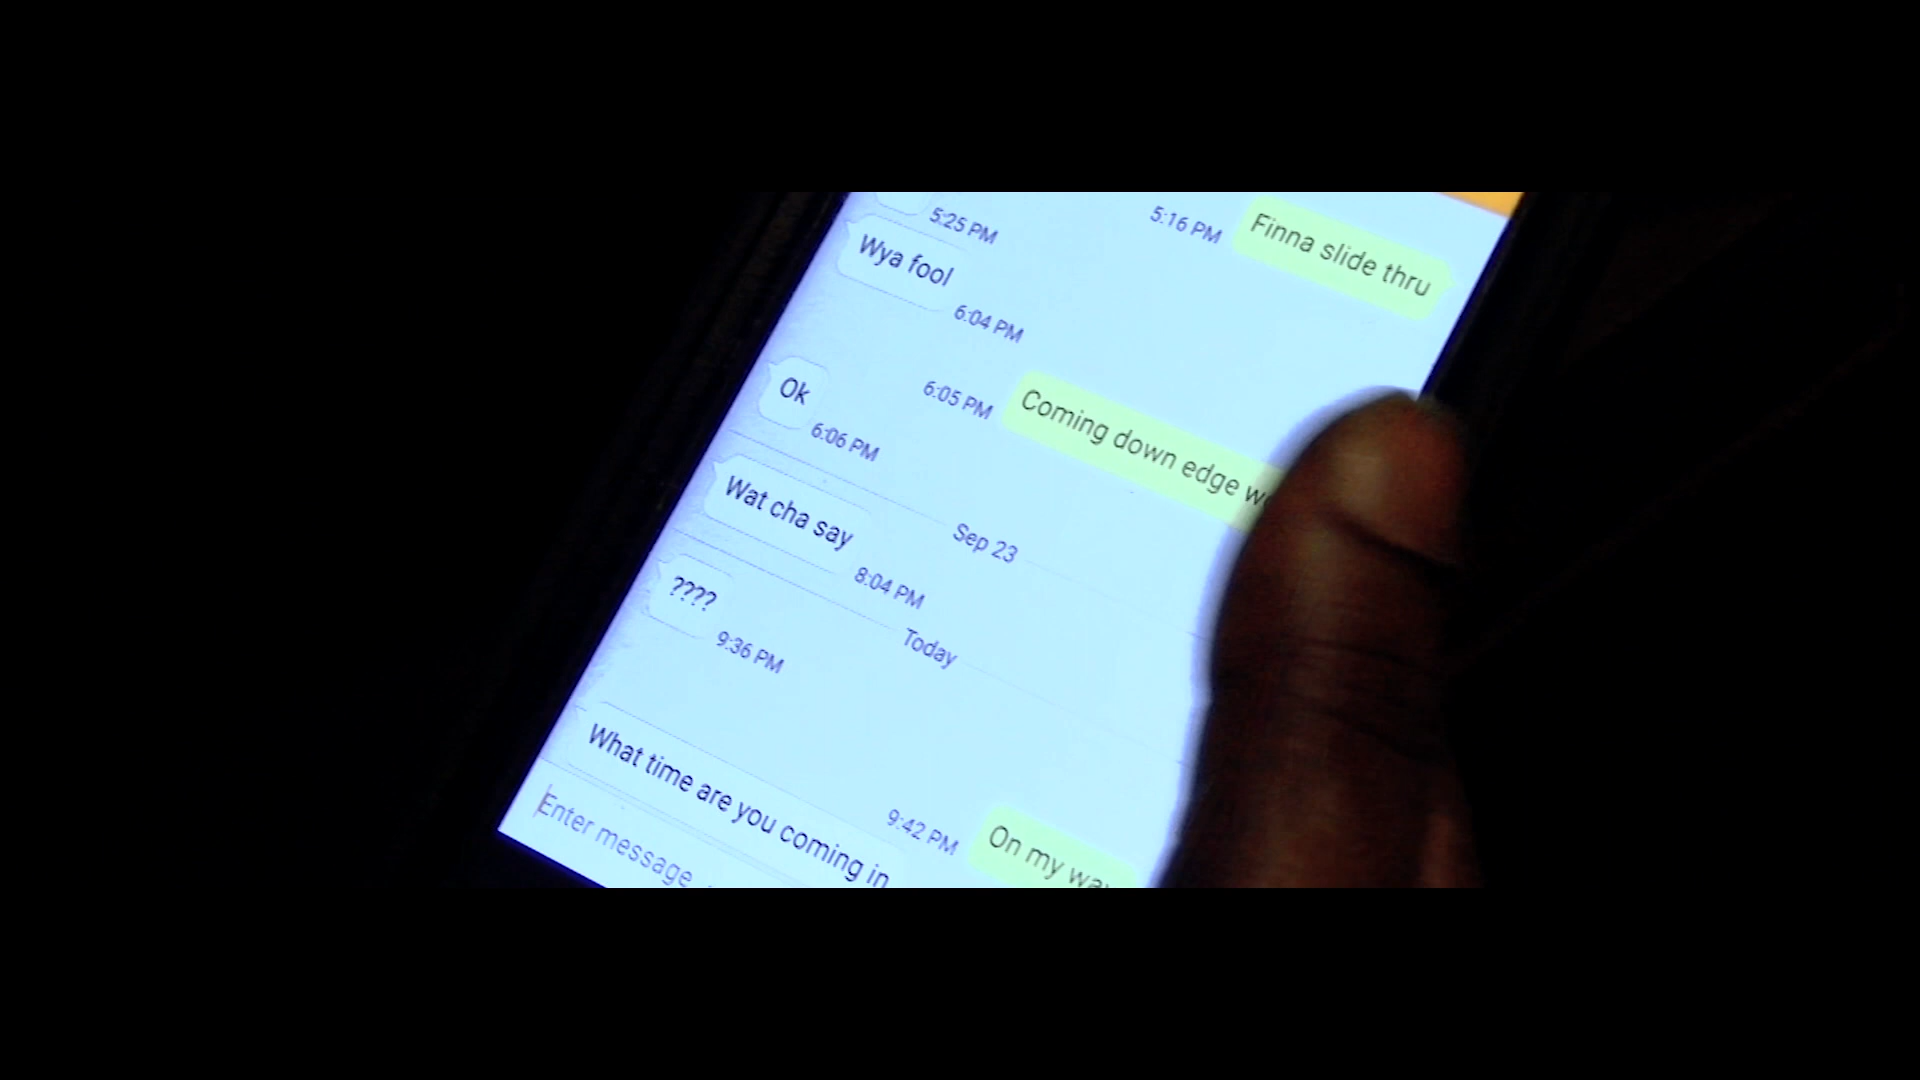 Finna slide thru
5:16 PM
5:25 PM
Wya fool
6:04 PM
Coming down edge
6:05 PM
Ok
6:06 PM
Sep 23
Wat cha say
8:04 PM
Today
????
9:36 PM
On my way
9:42 PM
What time are you coming in
Enter message